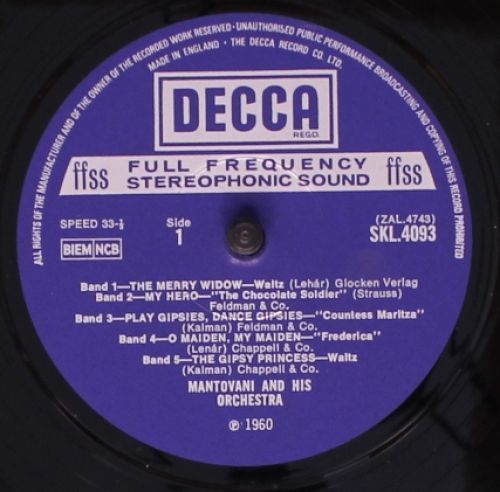 ALL RIGHTS OF THE MANUFACTURER AND OF THE OWNER OF THE RECORDED WORK RESERVED · UNAUTHORISED PUBLIC PERFORMANCE BROADCASTING AND COPYING OF THIS RECORD PROHIBITED
MADE IN ENGLAND · THE DECCA RECORD CO. LTD.
DECCA
REGD.
ffss FULL FREQUENCY ffss
STEREOPHONIC SOUND
SPEED 33-⅓ Side (ZAL.4743)
1 SKL.4093
BIEM NCB
Band 1—THE MERRY WIDOW—Waltz (Lehár) Glocken Verlag
Band 2—MY HERO—"The Chocolate Soldier" (Strauss)
Feldman & Co.
Band 3—PLAY GIPSIES, DANCE GIPSIES—"Countess Maritza"
(Kalman) Feldman & Co.
Band 4—O MAIDEN, MY MAIDEN—"Frederica"
(Lehár) Chappell & Co.
Band 5—THE GIPSY PRINCESS—Waltz
(Kalman) Chappell & Co.
MANTOVANI AND HIS
ORCHESTRA
℗ 1960